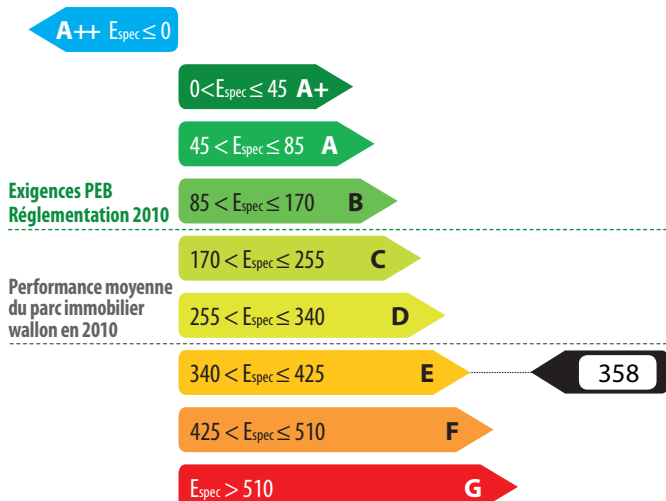 A++ Espec ≤ 0
0<Espec ≤ 45 A+
45 < Espec ≤ 85 A
Exigences PEB
Réglementation 2010
85 < Espec ≤ 170 B
170 < Espec ≤ 255 C
Performance moyenne
du parc immobilier
wallon en 2010
255 < Espec ≤ 340 D
340 < Espec ≤ 425 E
358
425 < Espec ≤ 510 F
Espec > 510 G